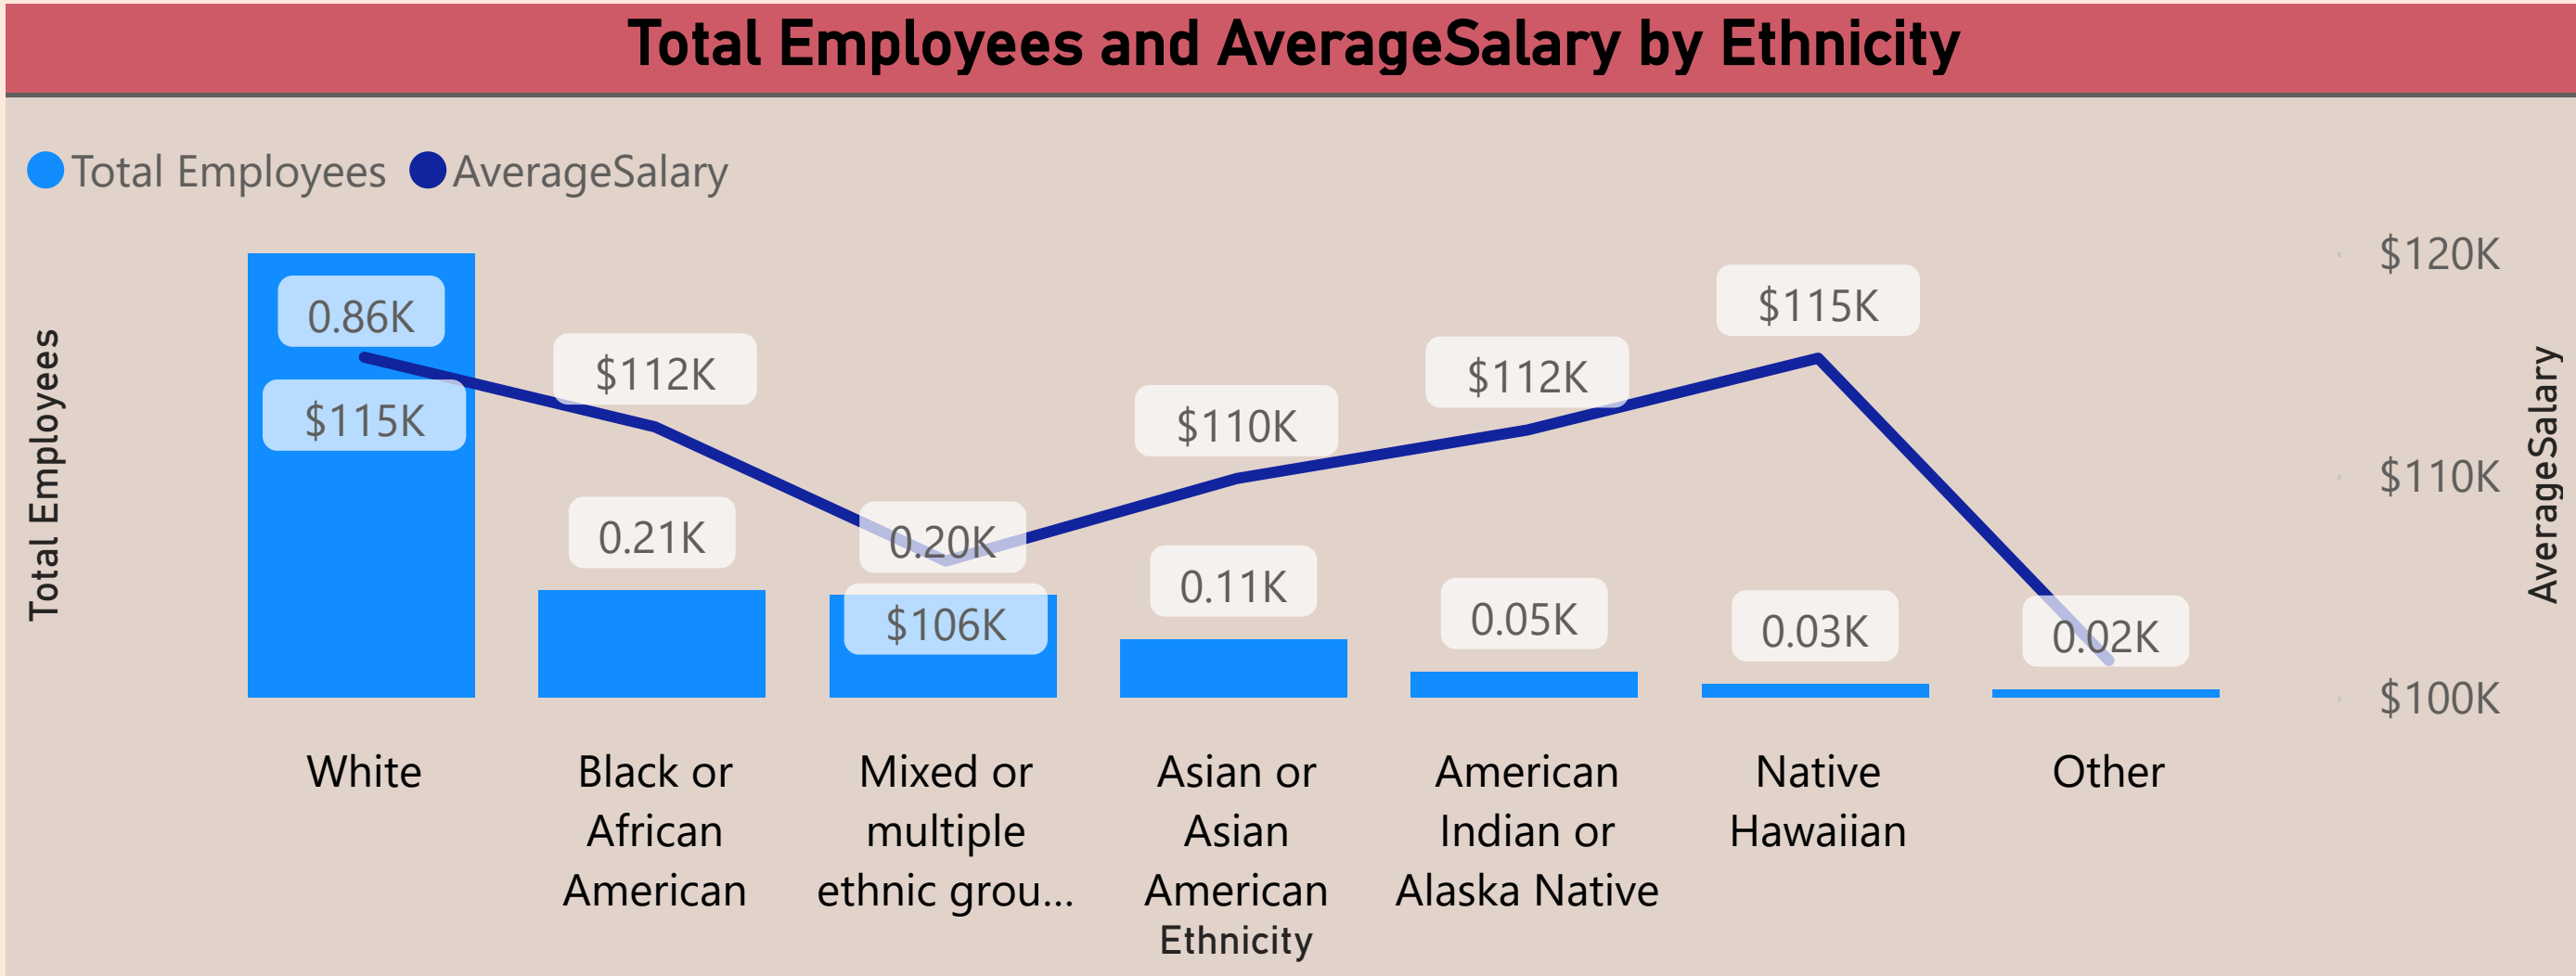 Total Employees and AverageSalary by Ethnicity
Total Employees
AverageSalary
Total Employees
0.86K
$115K
$112K
0.21K
0.20K
$106K
$110K
0.11K
$112K
0.05K
$115K
0.03K
0.02K
$120K
$110K
$100K
AverageSalary
White
Black or
African
American
Mixed or
multiple
ethnic grou...
Asian or
Asian
American
American
Indian or
Alaska Native
Native
Hawaiian
Other
Ethnicity